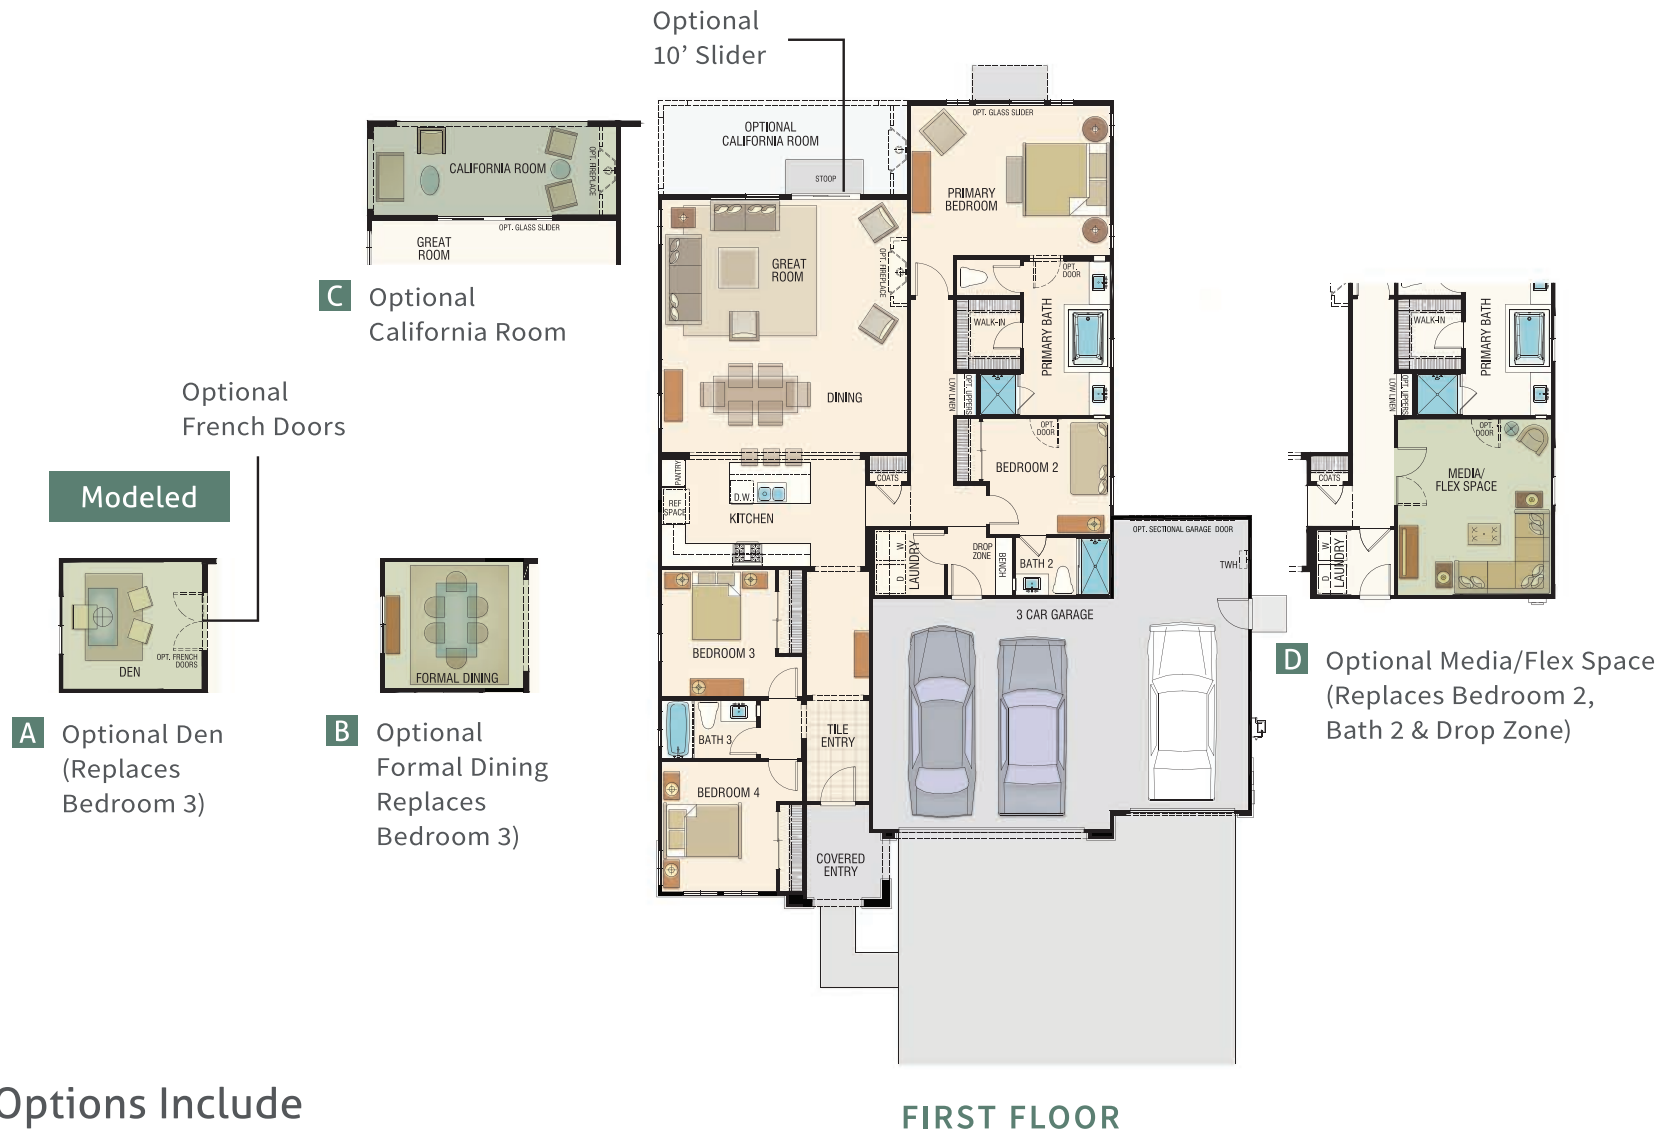 Optional
10’ Slider
OPT. GLASS SLIDER
OPTIONAL
CALIFORNIA ROOM
STOOP
PRIMARY
BEDROOM
CALIFORNIA ROOM
OPT. FIREPLACE
OPT. GLASS SLIDER
GREAT
ROOM
C Optional
California Room
GREAT
ROOM
OPT. FIREPLACE
OPT.
DOOR
WALK-IN
PRIMARY BATH
LOW LINEN
OPT. UPPERS
DINING
OPT.
DOOR
BEDROOM 2
PANTRY
REF
SPACE
D.W.
KITCHEN
COATS
W
D
LAUNDRY
DROP
ZONE
BENCH
BATH 2
OPT. SECTIONAL GARAGE DOOR
TWH
3 CAR GARAGE
BEDROOM 3
BATH 3
TILE
ENTRY
BEDROOM 4
COVERED
ENTRY
WALK-IN
PRIMARY BATH
LOW LINEN
OPT. UPPERS
OPT.
DOOR
MEDIA/
FLEX SPACE
COATS
W
D
LAUNDRY
D Optional Media/Flex Space
(Replaces Bedroom 2,
Bath 2 & Drop Zone)
Optional
French Doors
Modeled
OPT. FRENCH
DOORS
DEN
A Optional Den
(Replaces
Bedroom 3)
FORMAL DINING
B Optional
Formal Dining
Replaces
Bedroom 3)
Options Include
FIRST FLOOR